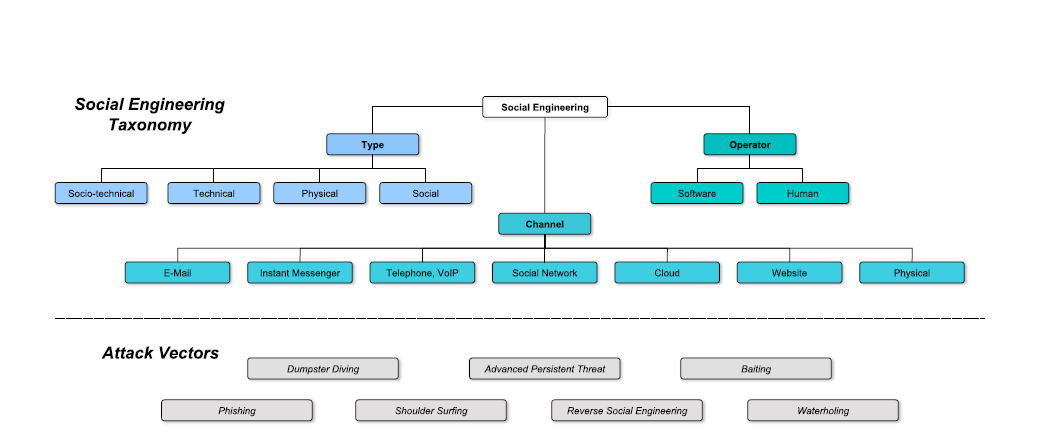 Social Engineering
Taxonomy
Social Engineering
Type
Operator
Socio-technical
Technical
Physical
Social
Software
Human
Channel
E-Mail
Instant Messenger
Telephone, VoIP
Social Network
Cloud
Website
Physical
Attack Vectors
Dumpster Diving
Advanced Persistent Threat
Baiting
Phishing
Shoulder Surfing
Reverse Social Engineering
Waterholing